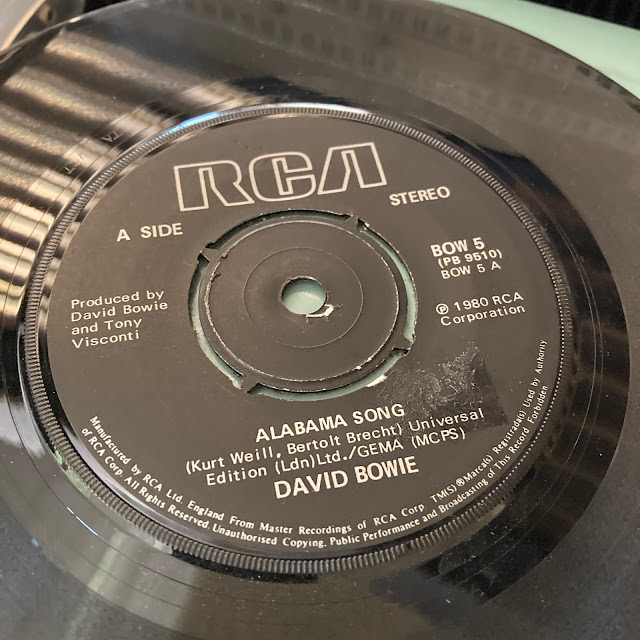 RCA
STEREO
A SIDE
BOW 5
(PB 9510)
BOW 5 A
Produced by
David Bowie
and Tony
Visconti
℗ 1980 RCA
Corporation
ALABAMA SONG
(Kurt Weill, Bertolt Brecht) Universal
Edition (Ldn)Ltd./GEMA (MCPS)
DAVID BOWIE
Manufactured by RCA Ltd. England From Master Recordings of RCA Corp TM(S) ® Marca(s) Registrada(s) Used by Authority
of RCA Corp All Rights Reserved. Unauthorised Copying, Public Performance and Broadcasting of This Record Forbidden